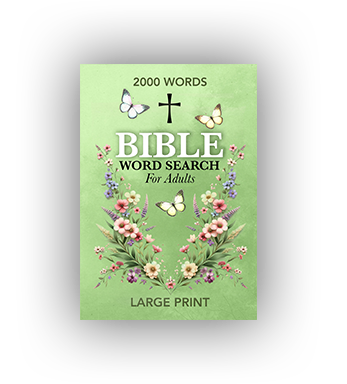 2000 WORDS
BIBLE
WORD SEARCH
For Adults
LARGE PRINT